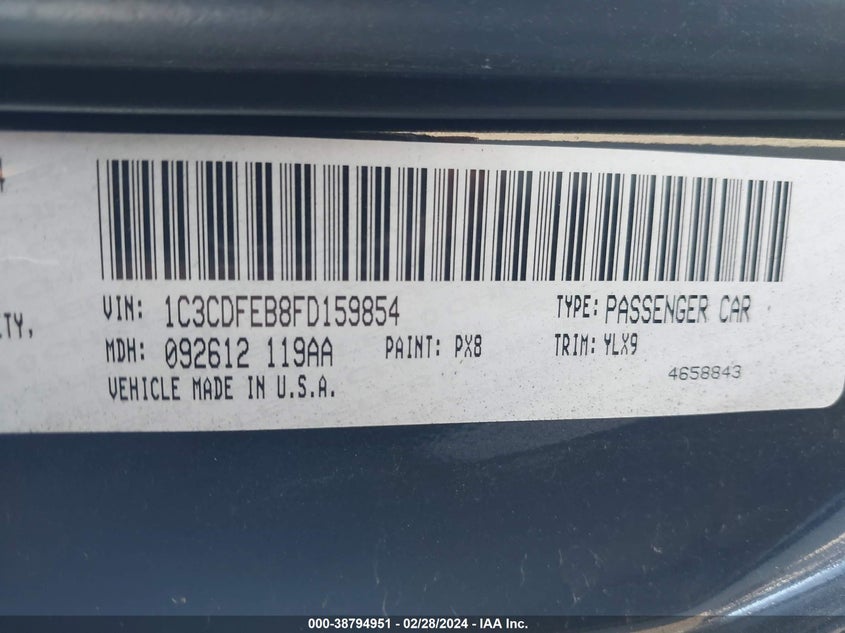 VIN: 1C3CDFEB8FD159854
TYPE: PASSENGER CAR
ITY,
MDH: 092612 119AA
PAINT: PX8
TRIM: YLX9
VEHICLE MADE IN U.S.A.
4658843
000-38794951 - 02/28/2024 - IAA Inc.